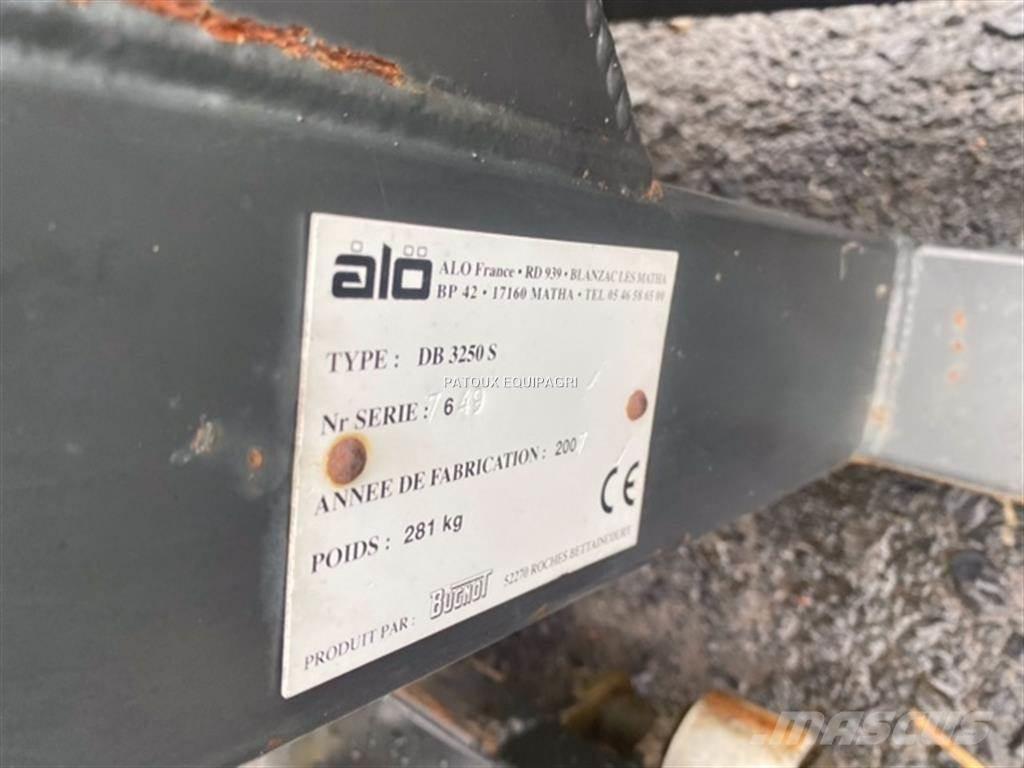 ålö
ALO France • RD 939 • BLANZAC LES MATHA
BP 42 • 17160 MATHA • TEL 05 46 58 65 00
TYPE : DB 3250 S
PATOUX EQUIPAGRI
Nr SERIE : 7649
ANNEE DE FABRICATION : 2007
POIDS : 281 kg
CE
PRODUIT PAR : BUGNOT 52270 ROCHES BETTAINCOURT
MASCUS